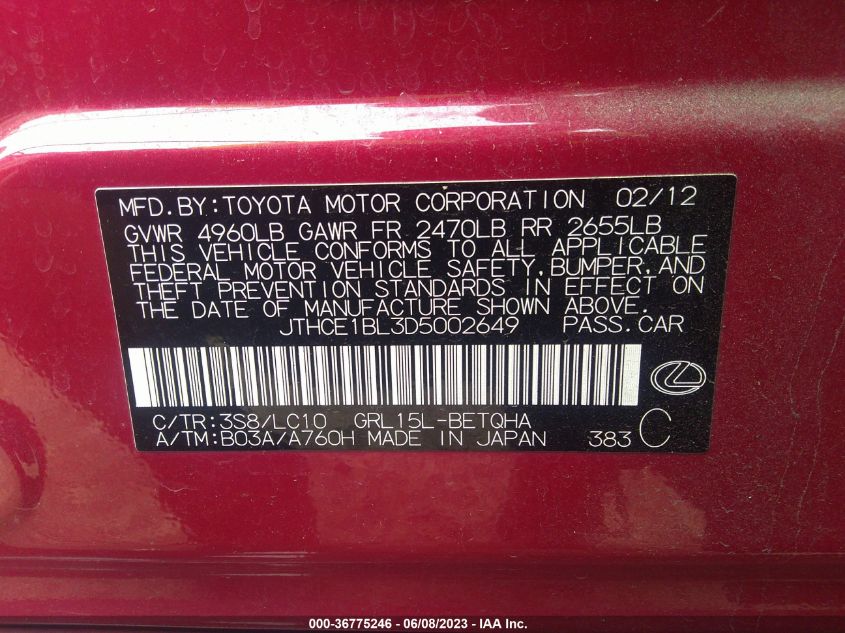 MFD.BY:TOYOTA MOTOR CORPORATION 02/12
GVWR 4960LB GAWR FR 2470LB RR 2655LB
THIS VEHICLE CONFORMS TO ALL APPLICABLE
FEDERAL MOTOR VEHICLE SAFETY,BUMPER,AND
THEFT PREVENTION STANDARDS IN EFFECT ON
THE DATE OF MANUFACTURE SHOWN ABOVE.
JTHCE1BL3D5002649 PASS.CAR
C/TR:3S8/LC10 GRL15L-BETQHA
A/TM:B03A/A760H MADE IN JAPAN 383 C
000-36775246 - 06/08/2023 - IAA Inc.